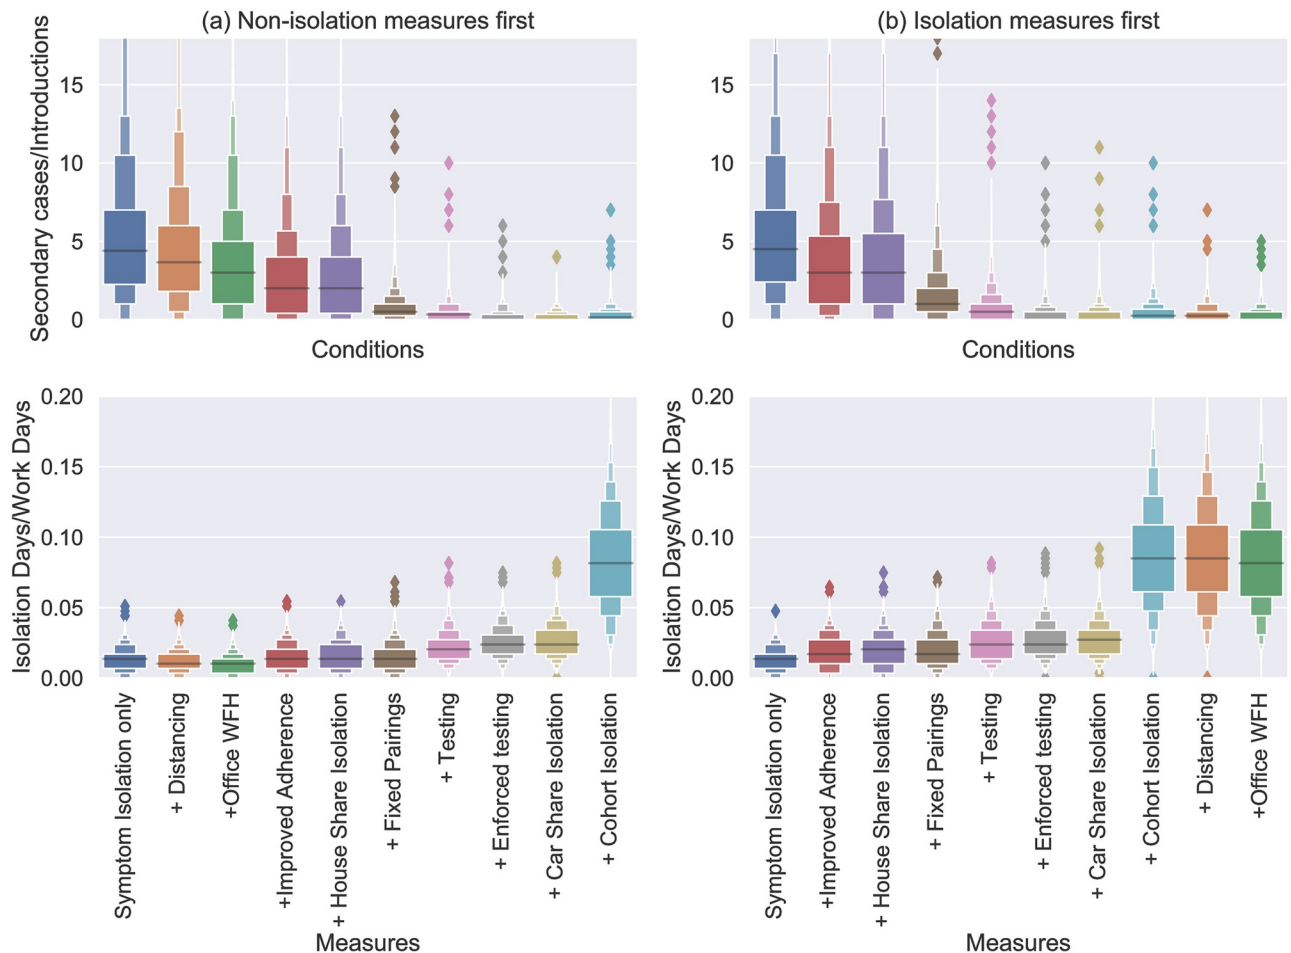 (a) Non-isolation measures first
(b) Isolation measures first
Secondary cases/Introductions
15
10
5
0
Conditions
15
10
5
0
Conditions
Isolation Days/Work Days
0.20
0.15
0.10
0.05
0.00
Symptom Isolation only
+ Distancing
+Office WFH
+Improved Adherence
+ House Share Isolation
+ Fixed Pairings
+ Testing
+ Enforced testing
+ Car Share Isolation
+ Cohort Isolation
Measures
Isolation Days/Work Days
0.20
0.15
0.10
0.05
0.00
Symptom Isolation only
+Improved Adherence
+ House Share Isolation
+ Fixed Pairings
+ Testing
+ Enforced testing
+ Car Share Isolation
+ Cohort Isolation
+ Distancing
+Office WFH
Measures